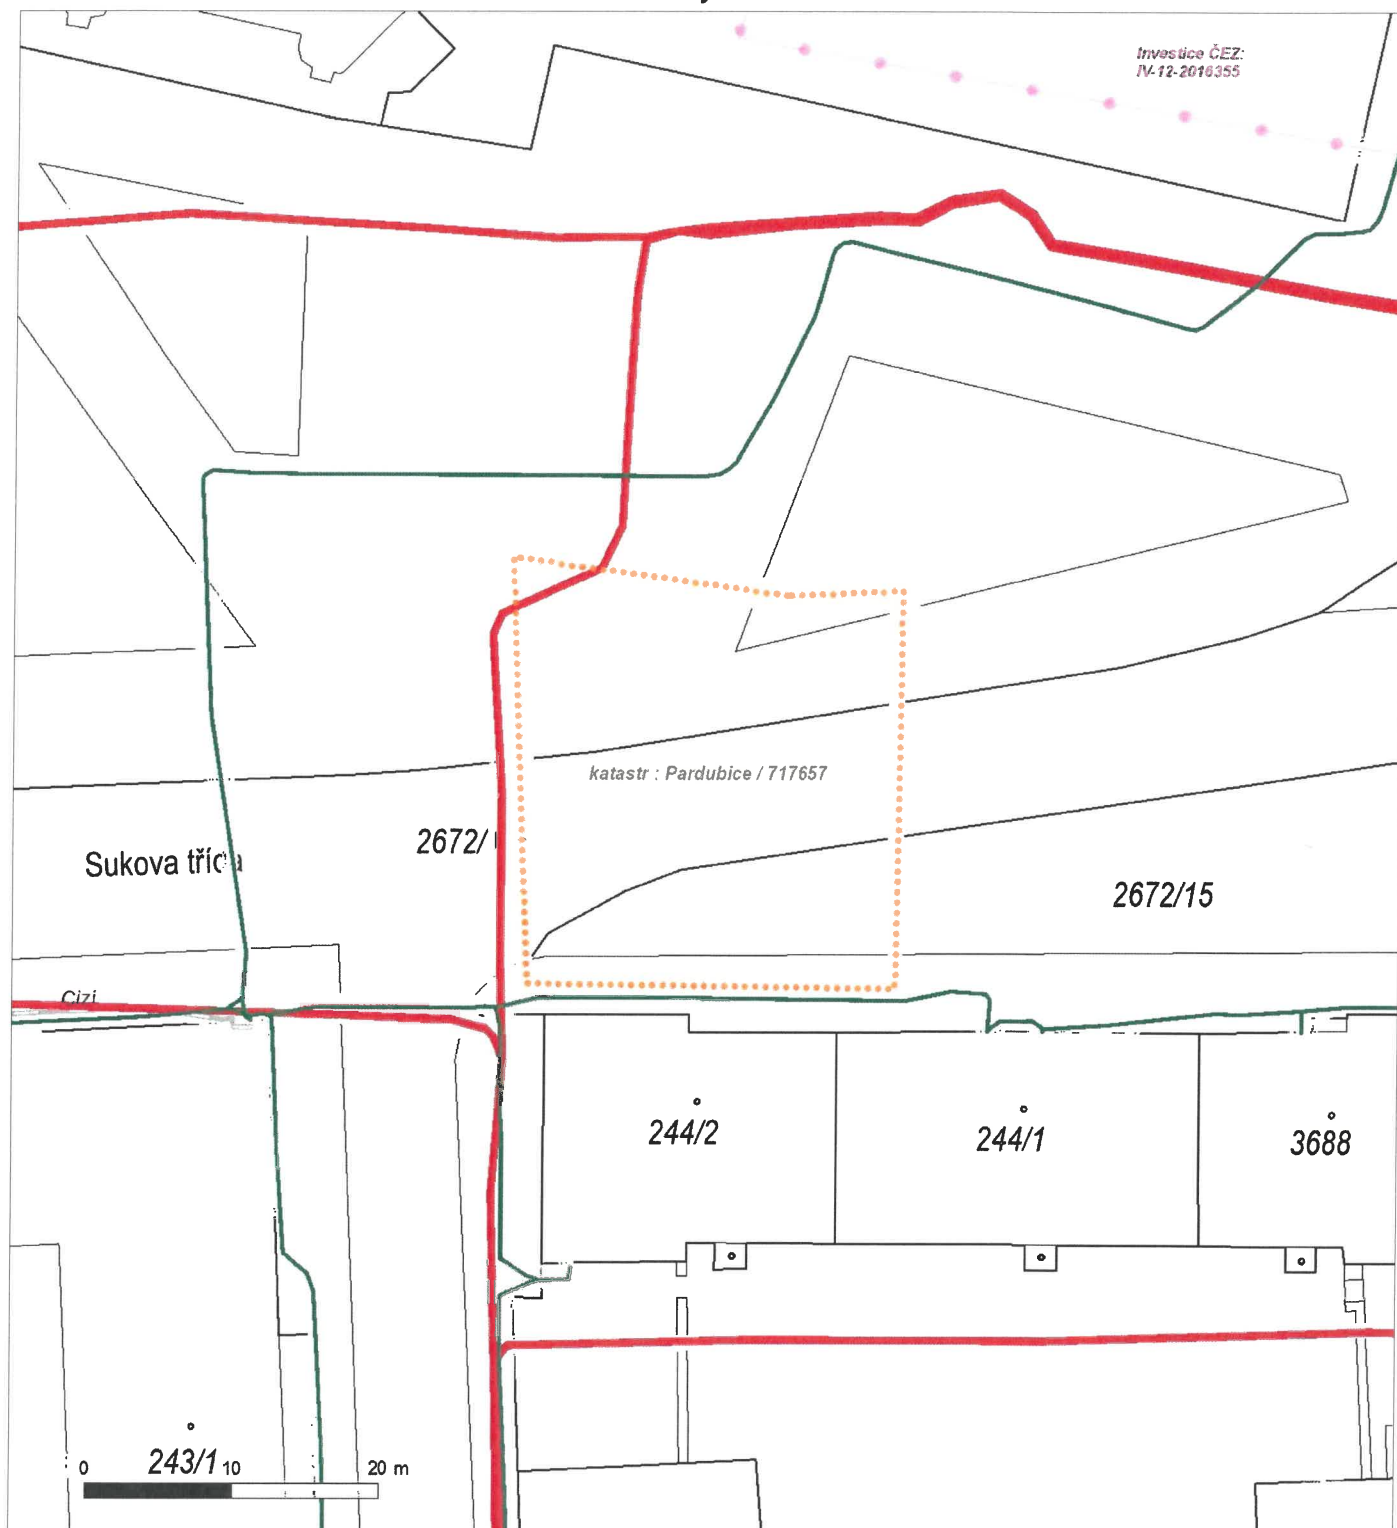 Investice ČEZ:
IV-12-2016355
katastr : Pardubice / 717657
2672/
Sukova třída
2672/15
Cizí
244/2
244/1
3688
243/1
0 10 20 m